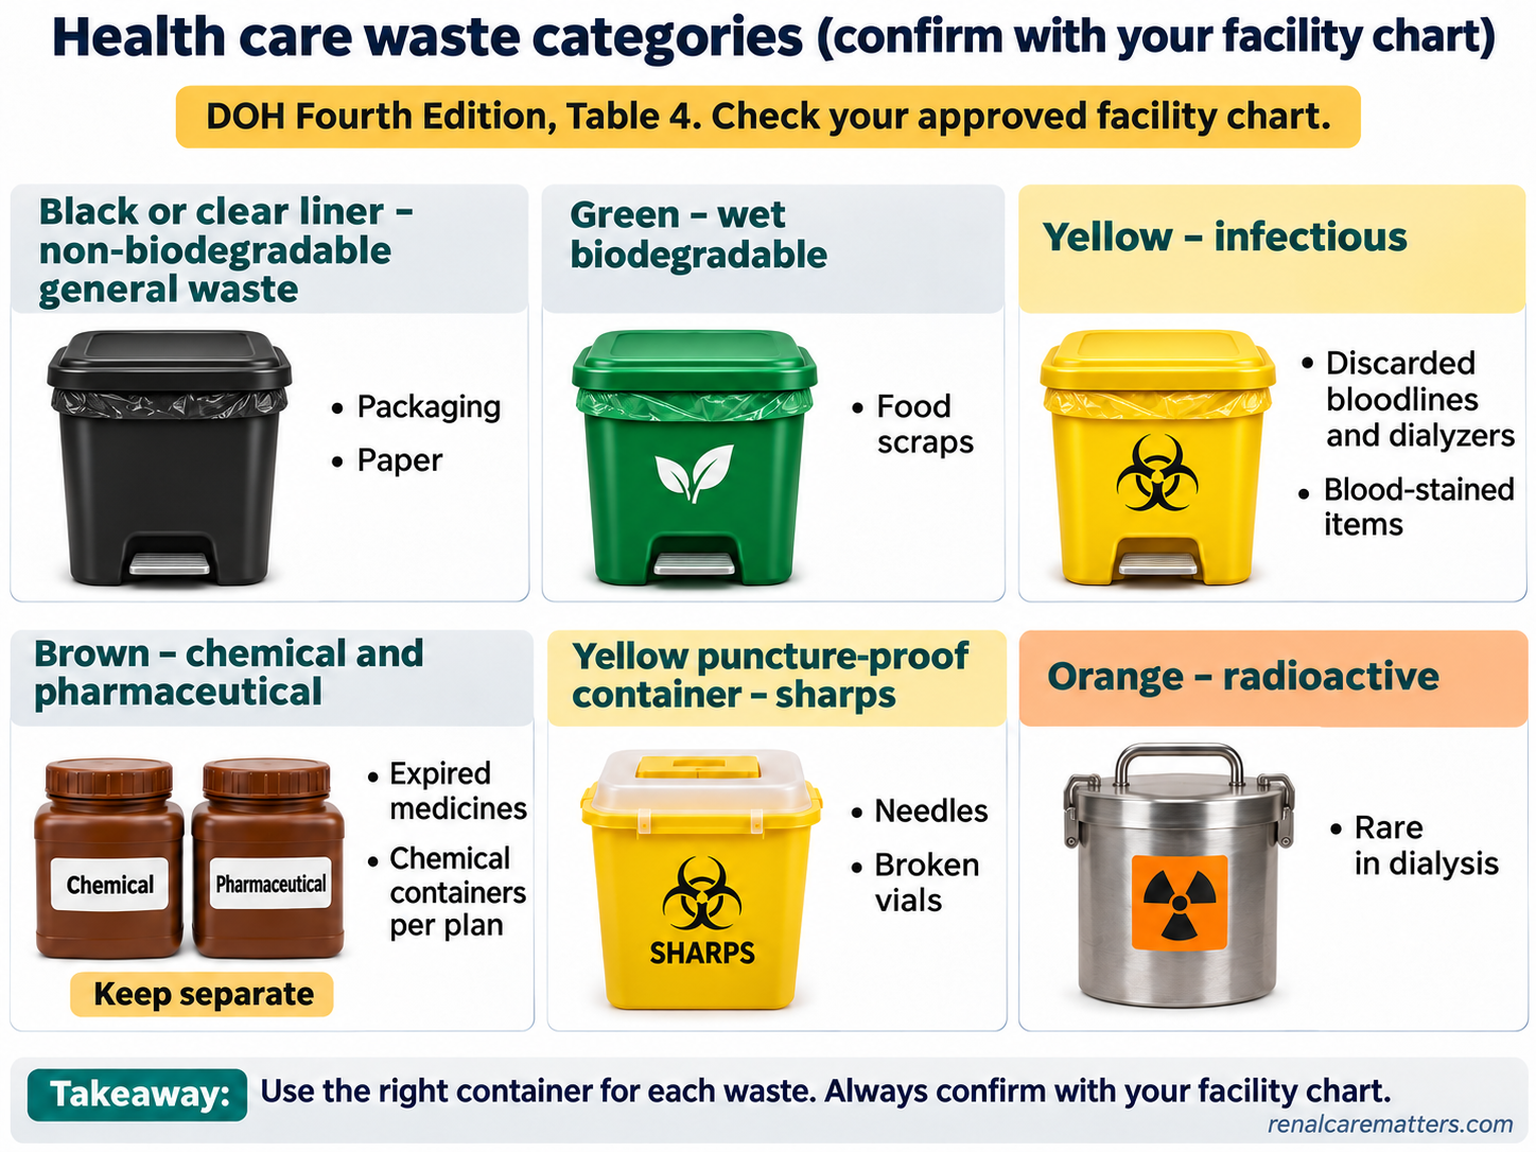 Health care waste categories (confirm with your facility chart)
DOH Fourth Edition, Table 4. Check your approved facility chart.
Black or clear liner –
non-biodegradable
general waste
• Packaging
• Paper
Green – wet
biodegradable
• Food
scraps
Yellow – infectious
• Discarded
bloodlines
and dialyzers
• Blood-stained
items
Brown – chemical and
pharmaceutical
Chemical
Pharmaceutical
• Expired
medicines
• Chemical
containers
per plan
Keep separate
Yellow puncture-proof
container – sharps
SHARPS
• Needles
• Broken
vials
Orange – radioactive
• Rare
in dialysis
Takeaway: Use the right container for each waste. Always confirm with your facility chart.
renalcarematters.com